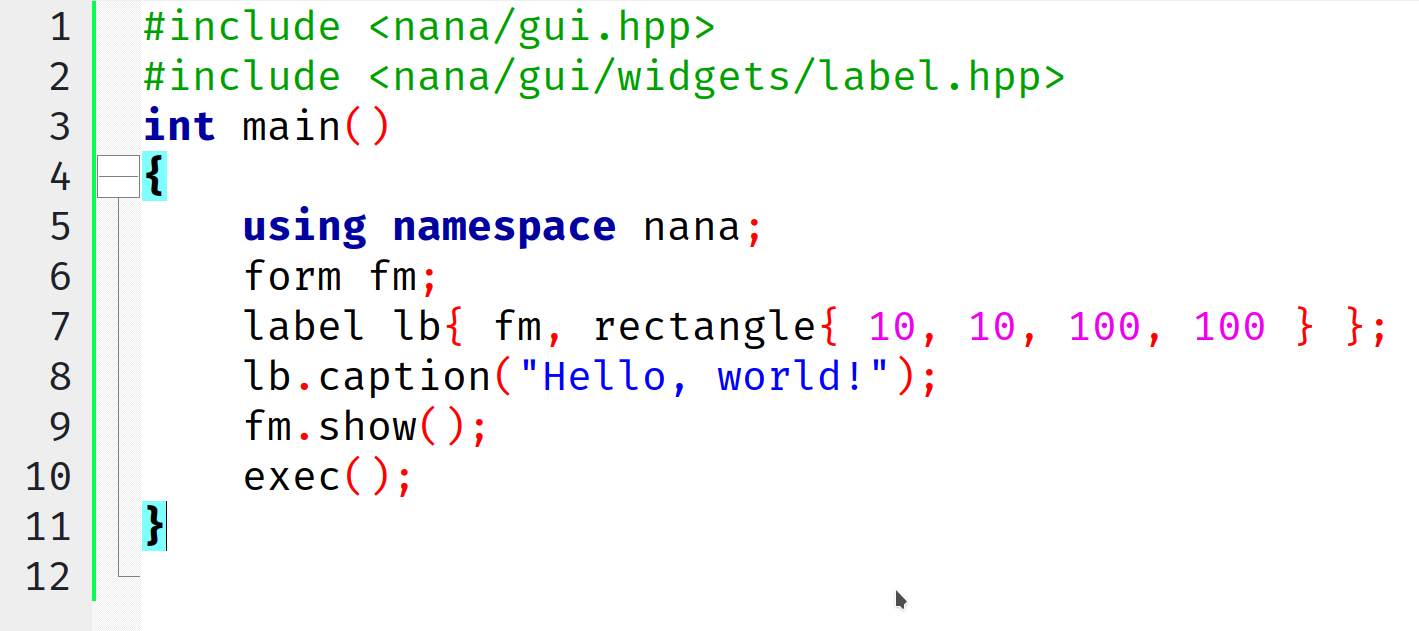 1 #include <nana/gui.hpp>
2 #include <nana/gui/widgets/label.hpp>
3 int main()
4 {
5     using namespace nana;
6     form fm;
7     label lb{ fm, rectangle{ 10, 10, 100, 100 } };
8     lb.caption("Hello, world!");
9     fm.show();
10     exec();
11 }
12